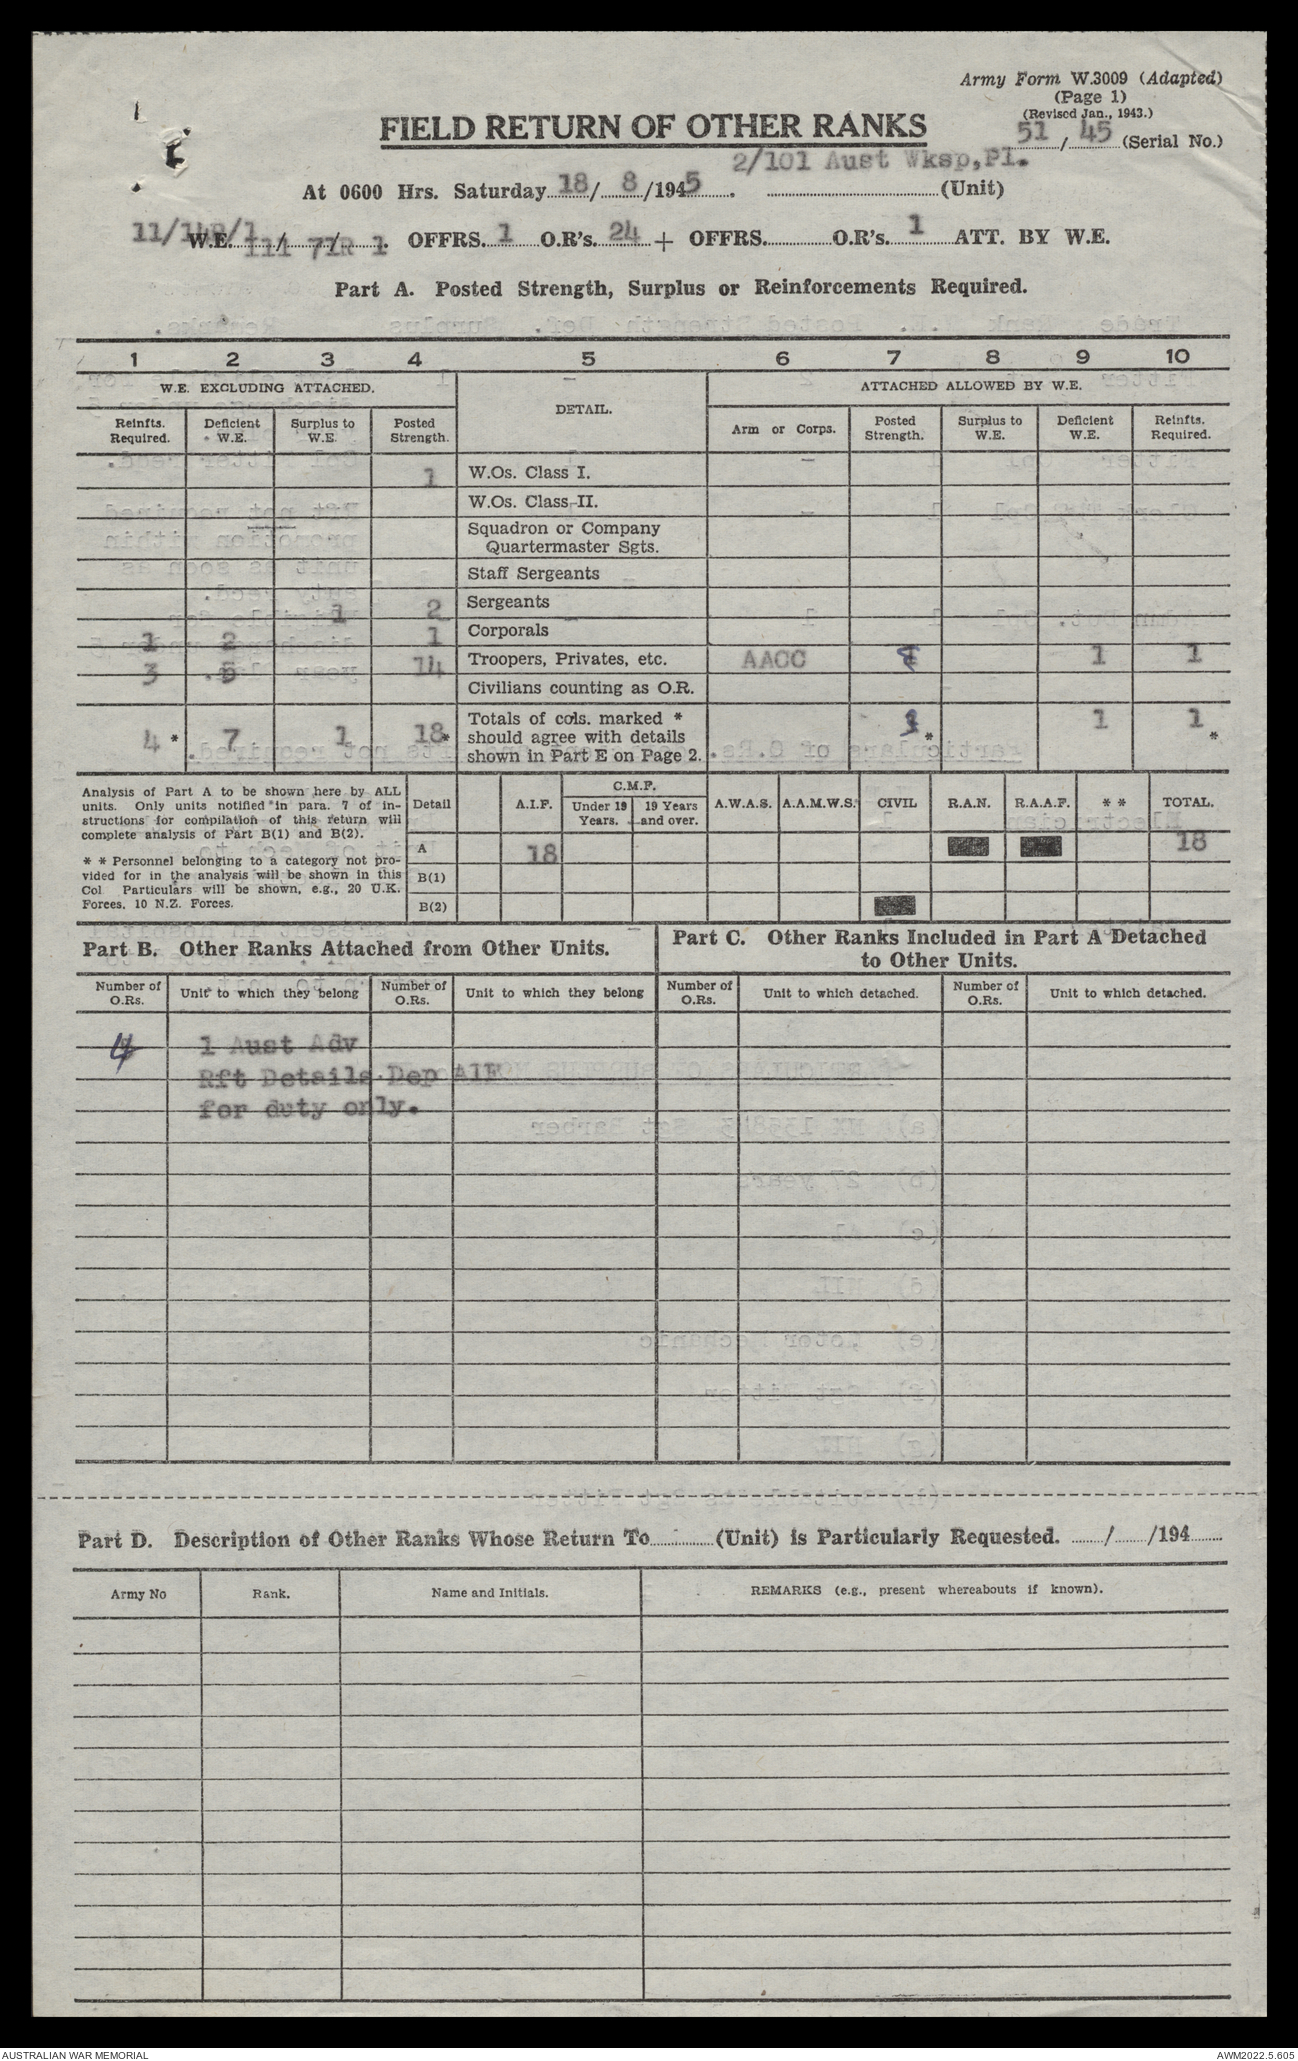 Army Form W.3009 (Adapted)
(Page 1)
(Revised Jan., 1943.)
FIELD RETURN OF OTHER RANKS
51 / 45 (Serial No.)
2/101 Aust Wksp,Pl.
At 0600 Hrs. Saturday 18/ 8 /1945. (Unit)
11/148/1
W.E. / / . OFFRS. 1 O.R's. 24 + OFFRS. O.R's. 1 ATT. BY W.E.
111 71R 1
Part A. Posted Strength, Surplus or Reinforcements Required.
1 2 3 4 5 6 7 8 9 10
W.E. EXCLUDING ATTACHED. DETAIL. ATTACHED ALLOWED BY W.E.
Reinfts. Required. Deficient W.E. Surplus to W.E. Posted Strength. Arm or Corps. Posted Strength. Surplus to W.E. Deficient W.E. Reinfts. Required.
1 W.Os. Class I.
W.Os. Class II.
Squadron or Company
Quartermaster Sgts.
Staff Sergeants
1 2 Sergeants
1 2 1 Corporals
3 5 14 Troopers, Privates, etc. AACC 1 1
Civilians counting as O.R.
4 * 7 1 18 * Totals of cols. marked * should agree with details shown in Part E on Page 2. * 1 1 *
Analysis of Part A to be shown here by ALL
units. Only units notified in para. 7 of in-
structions for compilation of this return will
complete analysis of Part B(1) and B(2).
* * Personnel belonging to a category not pro-
vided for in the analysis will be shown in this
Col Particulars will be shown, e.g., 20 U.K.
Forces, 10 N.Z. Forces.
C.M.F.
Detail A.I.F. Under 19 Years. 19 Years and over. A.W.A.S. A.A.M.W.S. CIVIL R.A.N. R.A.A.F. * * TOTAL.
A 18 18
B(1)
B(2)
Part B. Other Ranks Attached from Other Units.
Part C. Other Ranks Included in Part A Detached
to Other Units.
Number of O.Rs. Unit to which they belong Number of O.Rs. Unit to which they belong Number of O.Rs. Unit to which detached. Number of O.Rs. Unit to which detached.
4 1 Aust Adv
Rft Details Dep AIF
for duty only.
Part D. Description of Other Ranks Whose Return To (Unit) is Particularly Requested. / /194
Army No Rank. Name and Initials. REMARKS (e.g., present whereabouts if known).
AUSTRALIAN WAR MEMORIAL
AWM2022.5.605